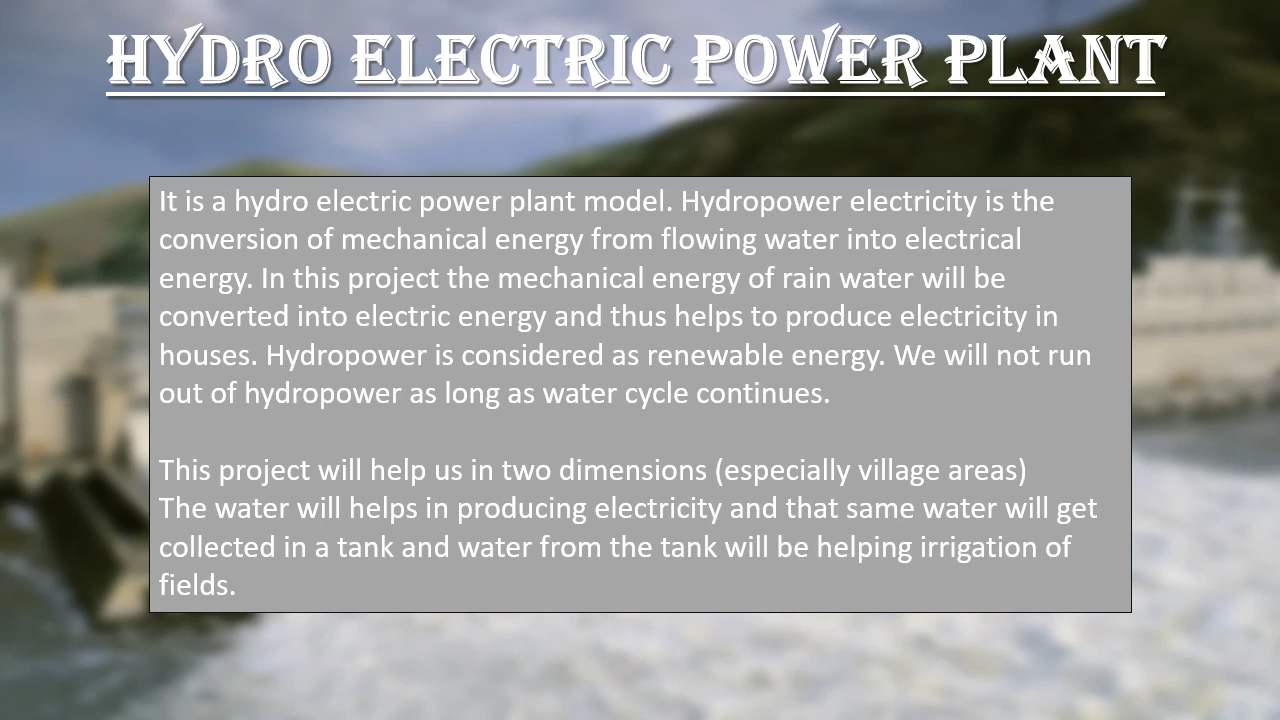 HYDRO ELECTRIC POWER PLANT
It is a hydro electric power plant model. Hydropower electricity is the
conversion of mechanical energy from flowing water into electrical
energy. In this project the mechanical energy of rain water will be
converted into electric energy and thus helps to produce electricity in
houses. Hydropower is considered as renewable energy. We will not run
out of hydropower as long as water cycle continues.
This project will help us in two dimensions (especially village areas)
The water will helps in producing electricity and that same water will get
collected in a tank and water from the tank will be helping irrigation of
fields.